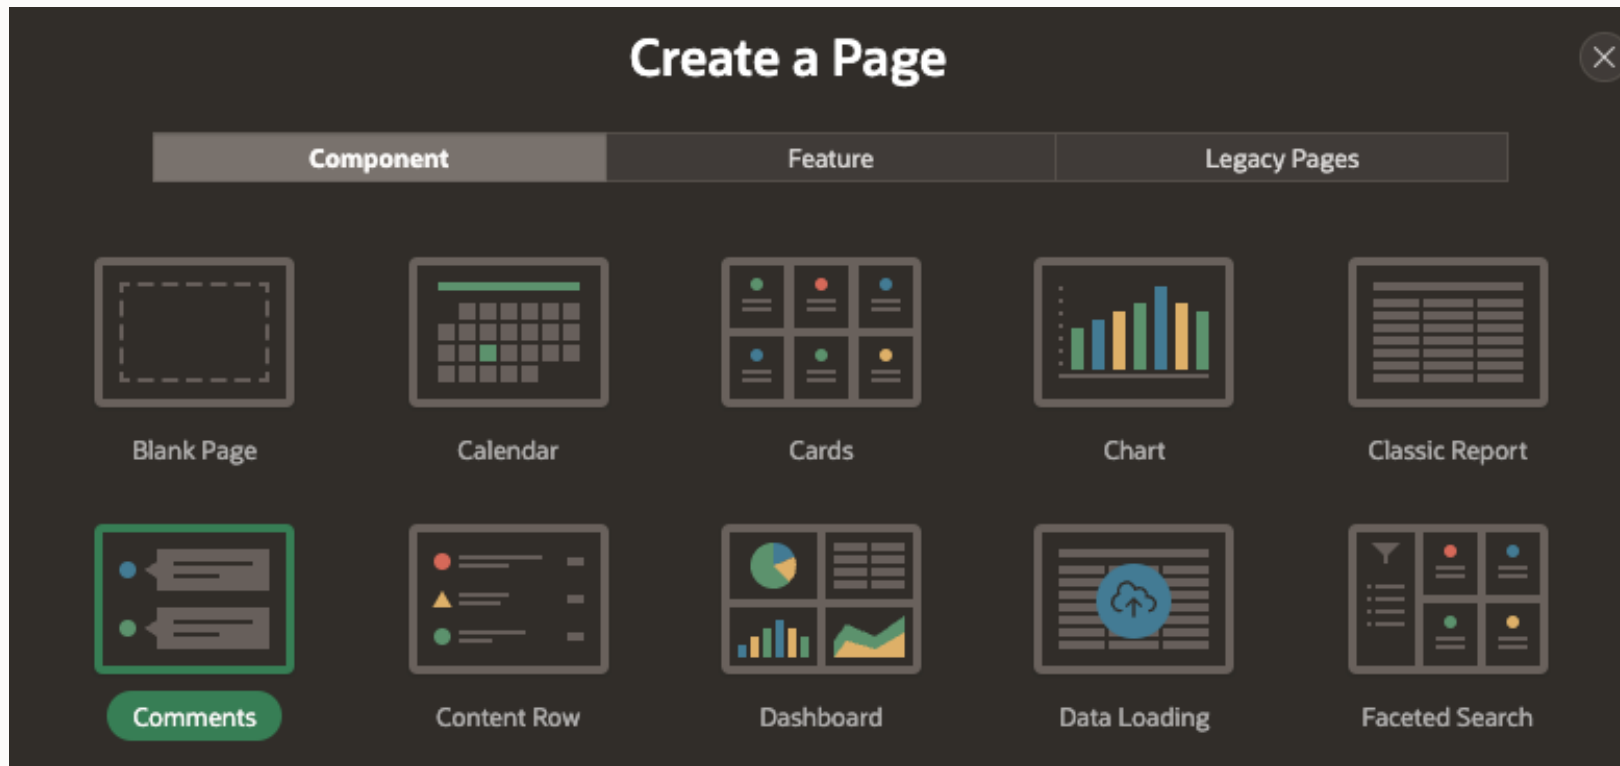 Create a Page
Component
Feature
Legacy Pages
Blank Page
Calendar
Cards
Chart
Classic Report
Comments
Content Row
Dashboard
Data Loading
Faceted Search